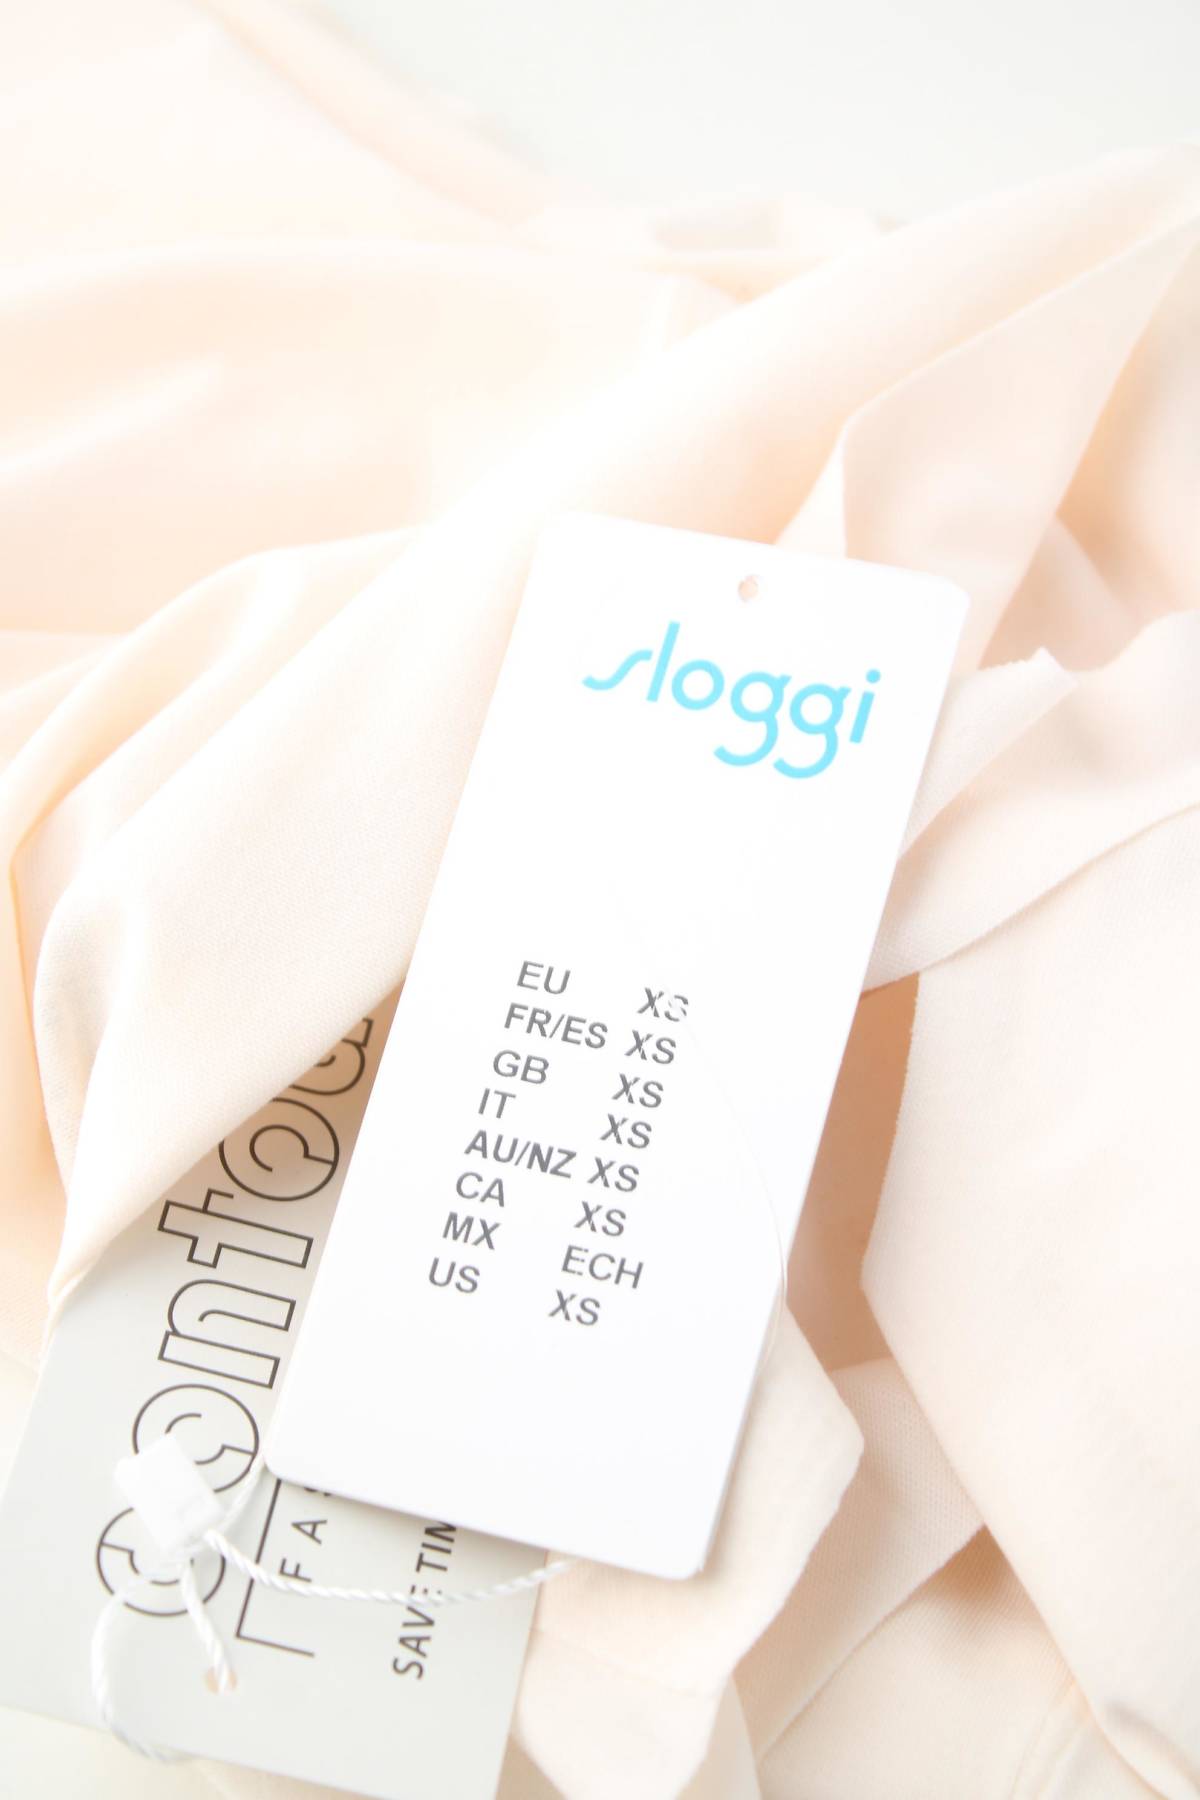 sloggi
EU XS
FR/ES XS
GB XS
IT XS
AU/NZ XS
CA XS
MX ECH
US XS
SAVE